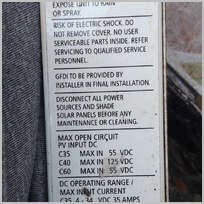 EXPOSE UNIT TO RAIN
OR SPRAY.
RISK OF ELECTRIC SHOCK. DO
NOT REMOVE COVER. NO USER
SERVICEABLE PARTS INSIDE. REFER
SERVICING TO QUALIFIED SERVICE
PERSONNEL.
GFDI TO BE PROVIDED BY
INSTALLER IN FINAL INSTALLATION.
DISCONNECT ALL POWER
SOURCES AND SHADE
SOLAR PANELS BEFORE ANY
MAINTENANCE OR CLEANING.
MAX OPEN CIRCUIT
PV INPUT DC
C35 MAX IN 55 VDC
C40 MAX IN 125 VDC
C60 MAX IN 55 VDC
DC OPERATING RANGE /
MAX INPUT CURRENT
C35 4 - 34 VDC 35 AMPS